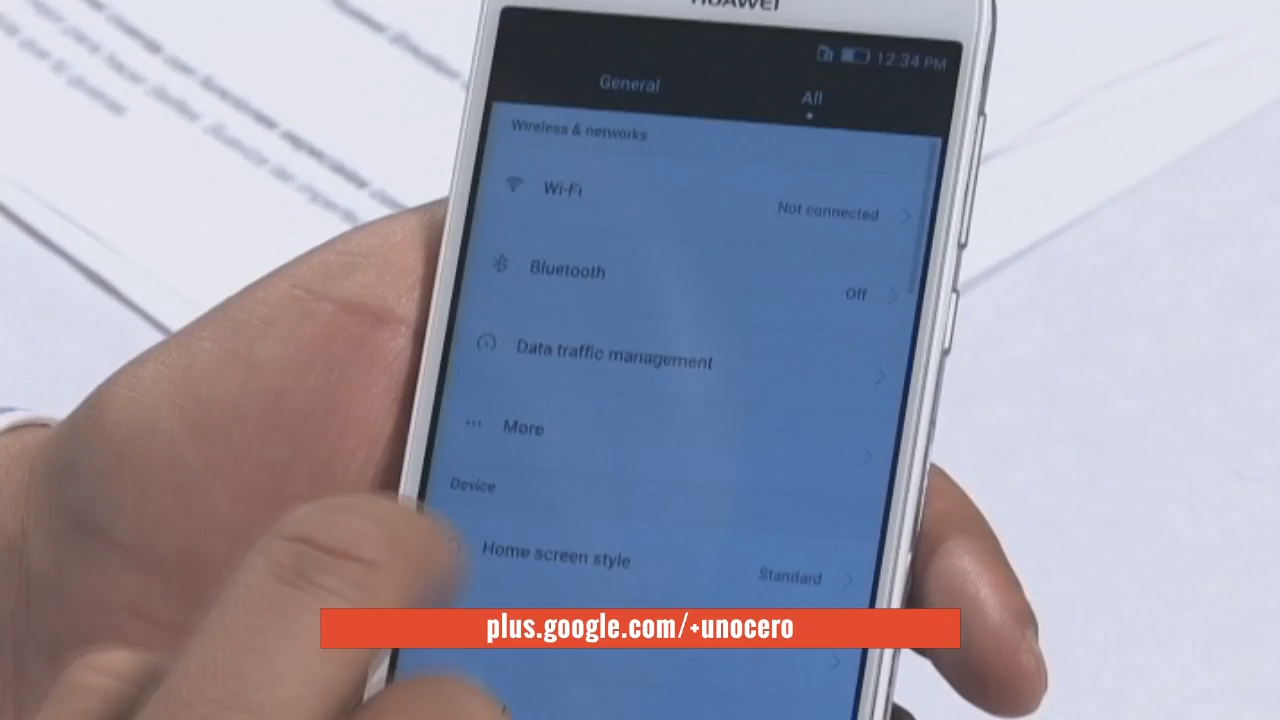 HUAWEI
12:34 PM
General
All
Wireless & networks
Wi-Fi
Not connected
Bluetooth
Off
Data traffic management
More
Device
Home screen style
Standard
plus.google.com/+unocero